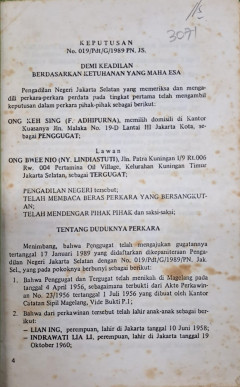 3091
KEPUTUSAN
No. 019/Pdt/G/1989 PN. JS.
DEMI KEADILAN
BERDASARKAN KETUHANAN YANG MAHA ESA
Pengadilan Negeri Jakarta Selatan yang memeriksa dan menga-
dili perkara-perkara perdata pada tingkat pertama telah mengambil
keputusan dalam perkara pihak-pihak sebagai berikut:
ONG KEH SING (F. ADHIPURNA), memilih domisili di Kantor
Kuasanya Jln. Malaka No. 19-D Lantai III Jakarta Kota, se-
bagai PENGGUGAT;
Lawan
ONG BWEE NIO (NY. LINDASTUTI), Jln. Patra Kuningan 1/9 Rt.006
Rw. 004 Pertamina Oil Village, Kelurahan Kuningan Timur
Jakarta Selatan, sebagai TERGUGAT;
PENGADILAN NEGERI tersebut;
TELAH MEMBACA BERAS PERKARA YANG BERSANGKUT-
AN;
TELAH MENDENGAR PIHAK PIHAK dan saksi-saksi;
TENTANG DUDUKNYA PERKARA
Menimbang, bahwa Penggugat telah mengajukan gugatannya
tertanggal 17 Januari 1989 yang didaftarkan dikepaniteraan Penga-
dilan Negeri Jakarta Selatan dengan No. 019/Pdt/G/1989/PN. Jak.
Sel., yang pada pokoknya berbunyi sebagai berikut:
1. Bahwa Penggugat dan Tergugat telah menikah di Magelang pada
tanggal 4 April 1956, sebagaimana ternyata dari Akte Perkawin-
an No. 23/1956 tertanggal 1 July 1956 yang dibuat oleh Kantor
Catatan Sipil Magelang, Vide Bukti P.1;
2. Bahwa dari perkawinan tersebut telah lahir anak-anak sebagai be-
rikut:
– LIAN ING, perempuan, lahir di Jakarta tanggal 10 Juni 1958;
– INDRAWATI LIA LI, perempuan, lahir di Jakarta tanggal 19
Oktober 1960;
4